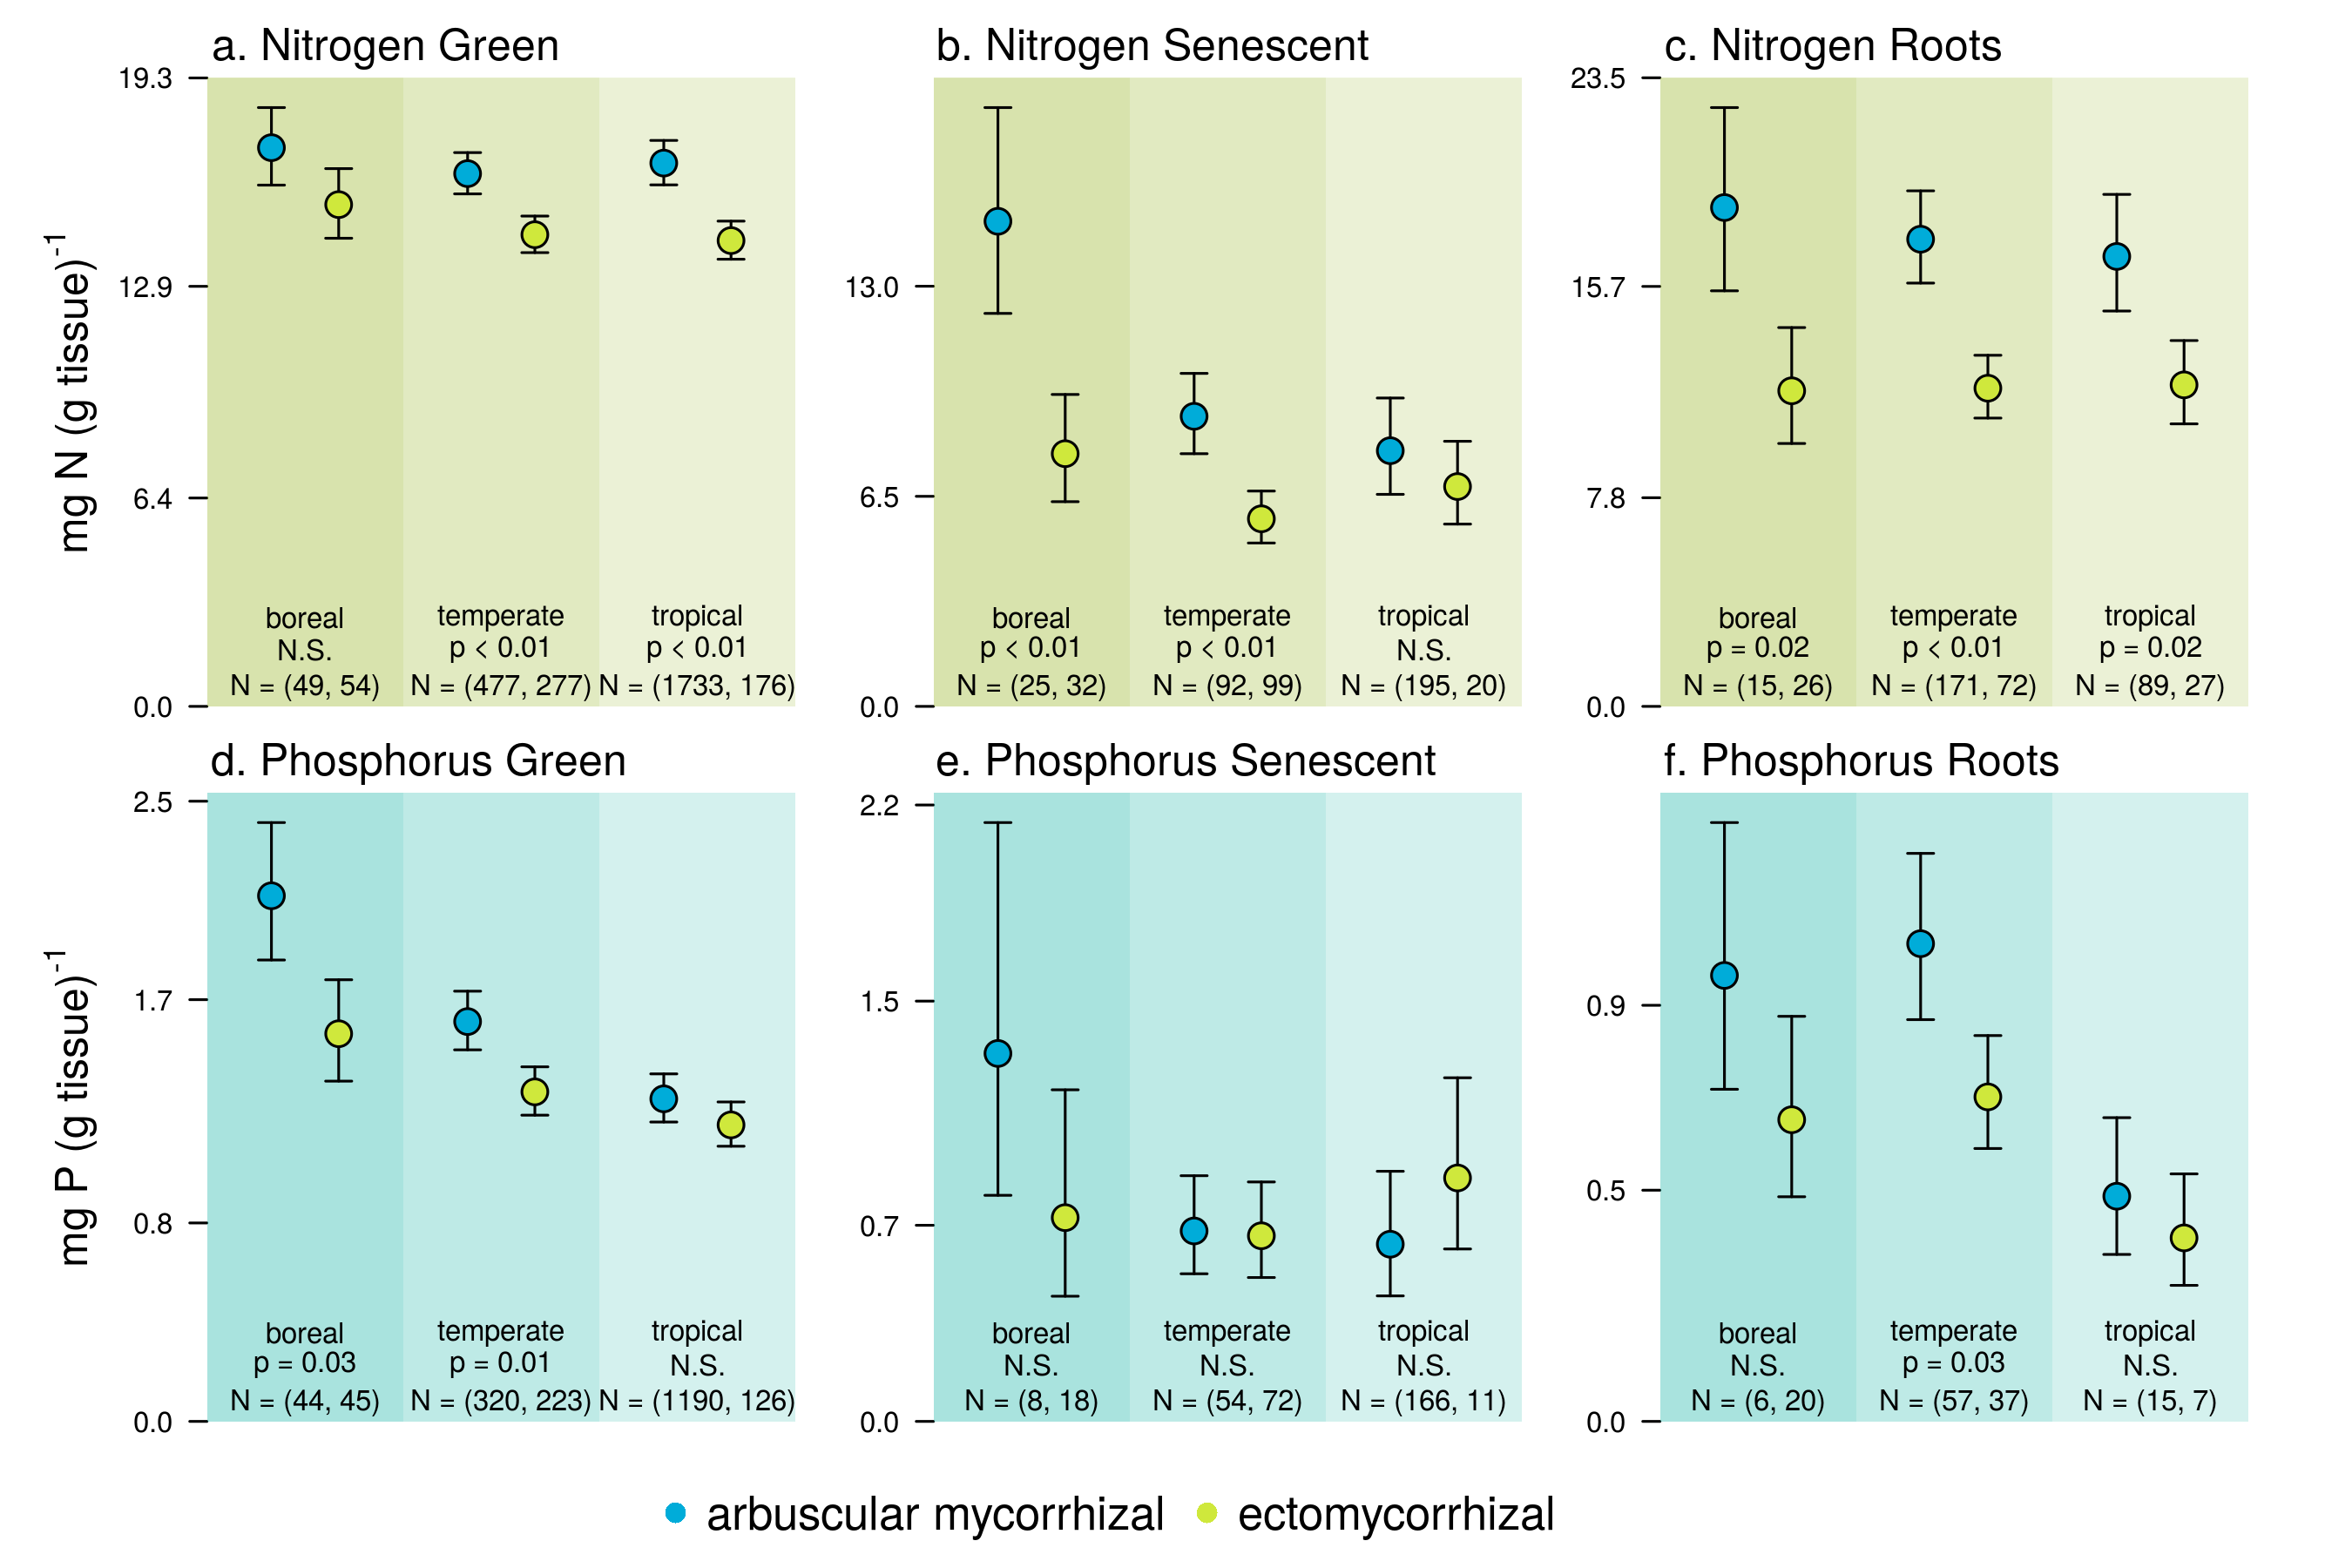 a. Nitrogen Green
b. Nitrogen Senescent
c. Nitrogen Roots
mg N (g tissue)-1
19.3
12.9
6.4
0.0
boreal
N.S.
N = (49, 54)
temperate
p < 0.01
N = (477, 277)
tropical
p < 0.01
N = (1733, 176)
13.0
6.5
0.0
boreal
p < 0.01
N = (25, 32)
temperate
p < 0.01
N = (92, 99)
tropical
N.S.
N = (195, 20)
23.5
15.7
7.8
0.0
boreal
p = 0.02
N = (15, 26)
temperate
p < 0.01
N = (171, 72)
tropical
p = 0.02
N = (89, 27)
d. Phosphorus Green
e. Phosphorus Senescent
f. Phosphorus Roots
mg P (g tissue)-1
2.5
1.7
0.8
0.0
boreal
p = 0.03
N = (44, 45)
temperate
p = 0.01
N = (320, 223)
tropical
N.S.
N = (1190, 126)
2.2
1.5
0.7
0.0
boreal
N.S.
N = (8, 18)
temperate
N.S.
N = (54, 72)
tropical
N.S.
N = (166, 11)
0.9
0.5
0.0
boreal
N.S.
N = (6, 20)
temperate
p = 0.03
N = (57, 37)
tropical
N.S.
N = (15, 7)
arbuscular mycorrhizal
ectomycorrhizal